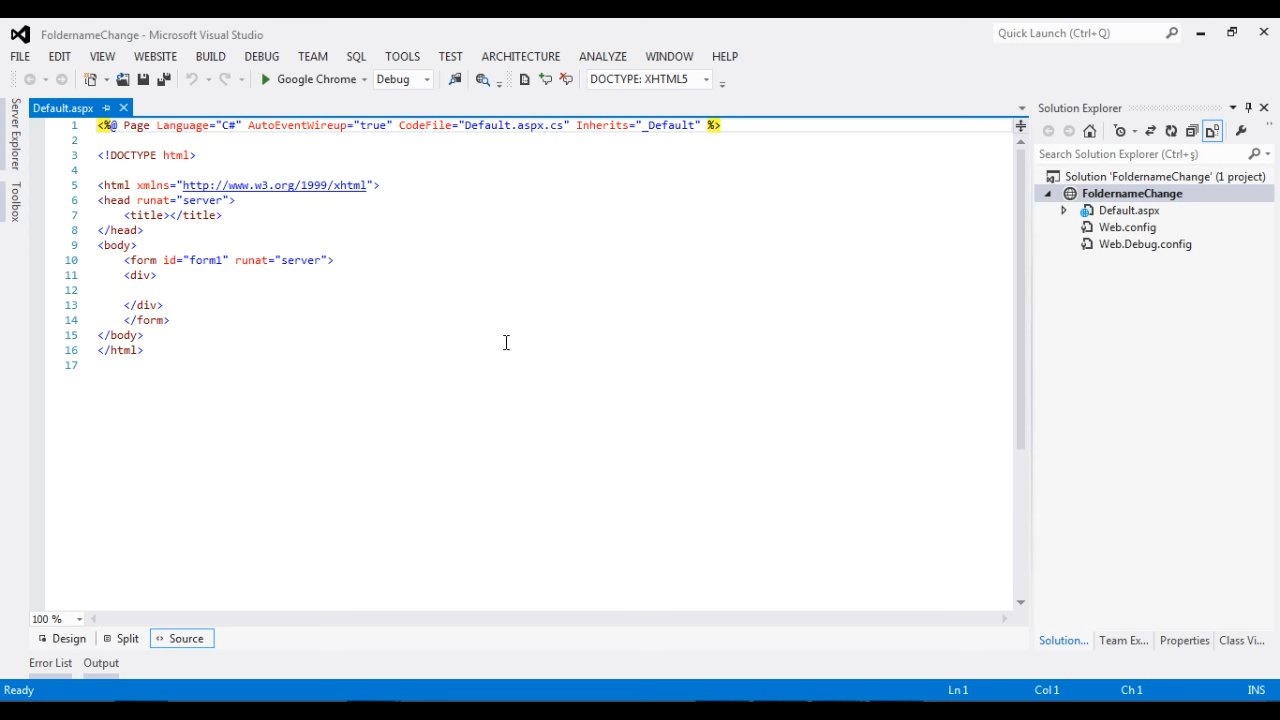 FoldernameChange - Microsoft Visual Studio
Quick Launch (Ctrl+Q)
FILE EDIT VIEW WEBSITE BUILD DEBUG TEAM SQL TOOLS TEST ARCHITECTURE ANALYZE WINDOW HELP
Google Chrome Debug DOCTYPE: XHTML5
Server Explorer
Toolbox
Default.aspx
1 <%@ Page Language="C#" AutoEventWireup="true" CodeFile="Default.aspx.cs" Inherits="_Default" %>
2
3 <!DOCTYPE html>
4
5 <html xmlns="http://www.w3.org/1999/xhtml">
6 <head runat="server">
7 <title></title>
8 </head>
9 <body>
10 <form id="form1" runat="server">
11 <div>
12
13 </div>
14 </form>
15 </body>
16 </html>
17
100 %
Design Split Source
Error List Output
Solution Explorer
Search Solution Explorer (Ctrl+ş)
Solution 'FoldernameChange' (1 project)
FoldernameChange
Default.aspx
Web.config
Web.Debug.config
Solution... Team Ex... Properties Class Vi...
Ready Ln 1 Col 1 Ch 1 INS